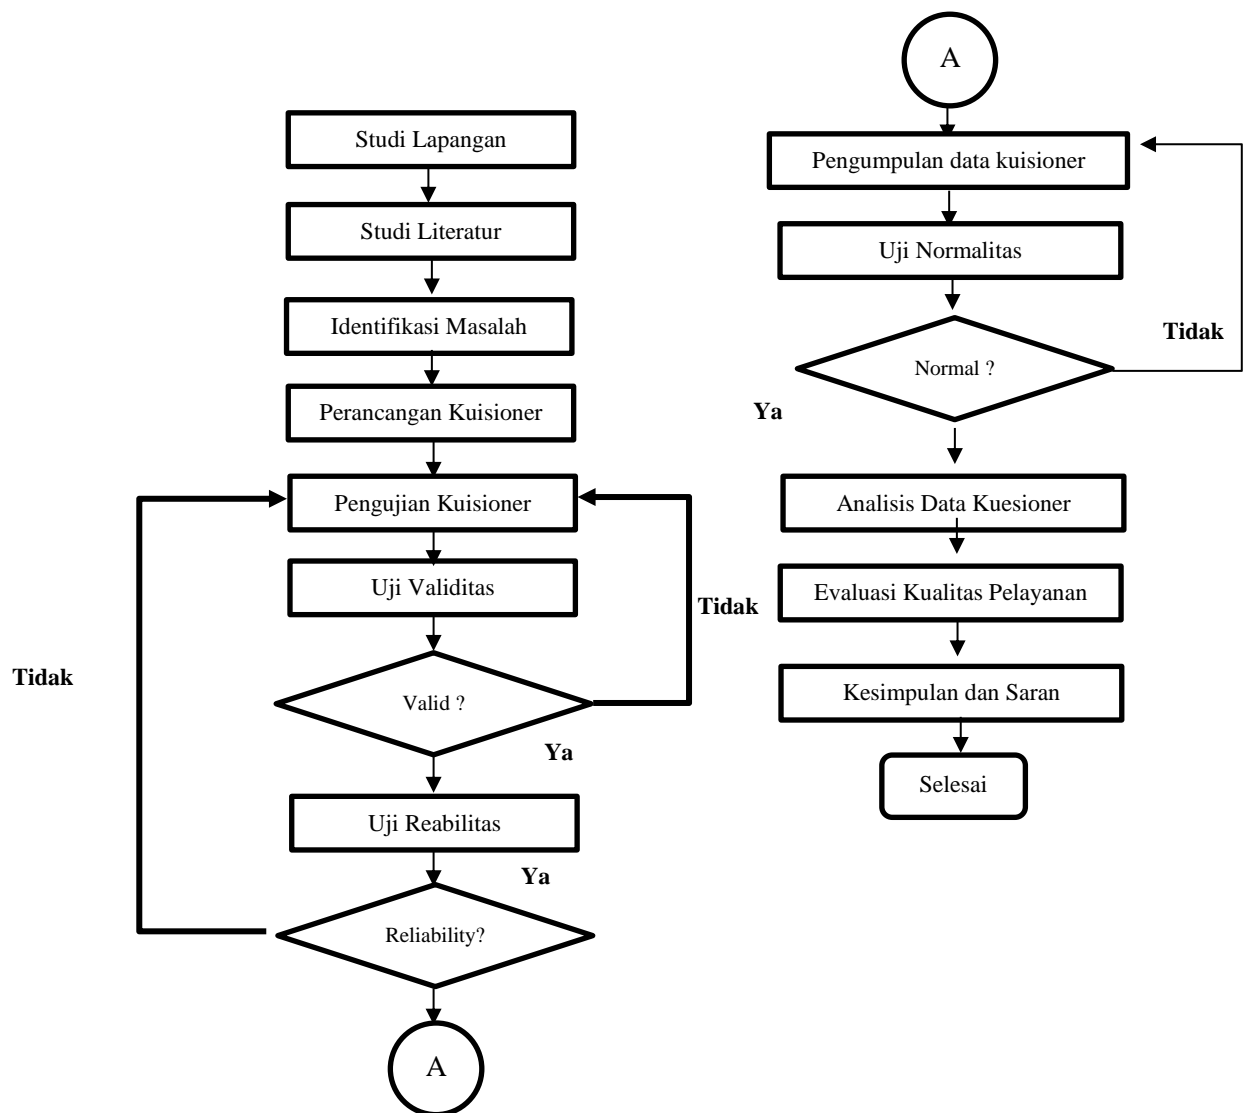 Studi Lapangan
Studi Literatur
Identifikasi Masalah
Perancangan Kuisioner
Pengujian Kuisioner
Uji Validitas
Tidak
Tidak
Valid ?
Ya
Uji Reabilitas
Ya
Reliability?
A
A
Pengumpulan data kuisioner
Uji Normalitas
Tidak
Normal ?
Ya
Analisis Data Kuesioner
Evaluasi Kualitas Pelayanan
Kesimpulan dan Saran
Selesai